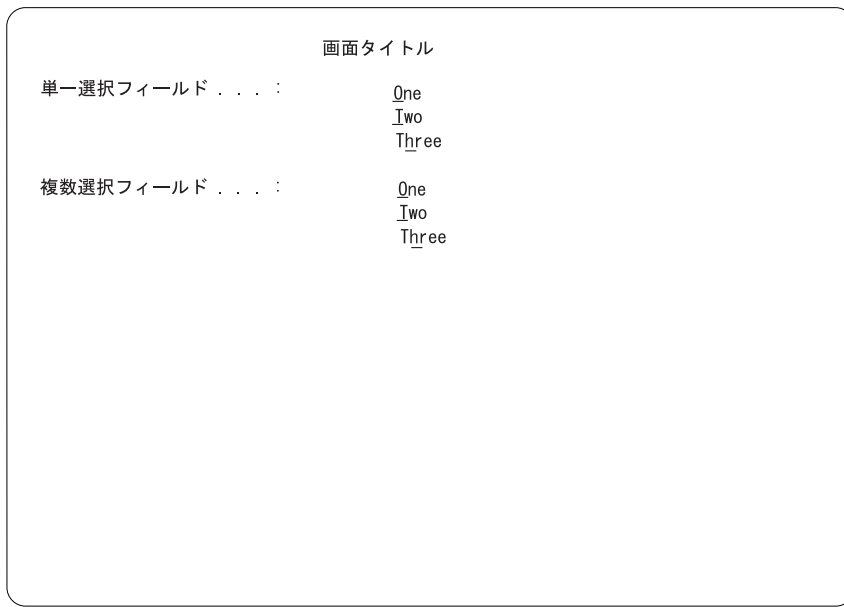 画面タイトル
単一選択フィールド . . . : One
Two
Three
複数選択フィールド . . . : One
Two
Three